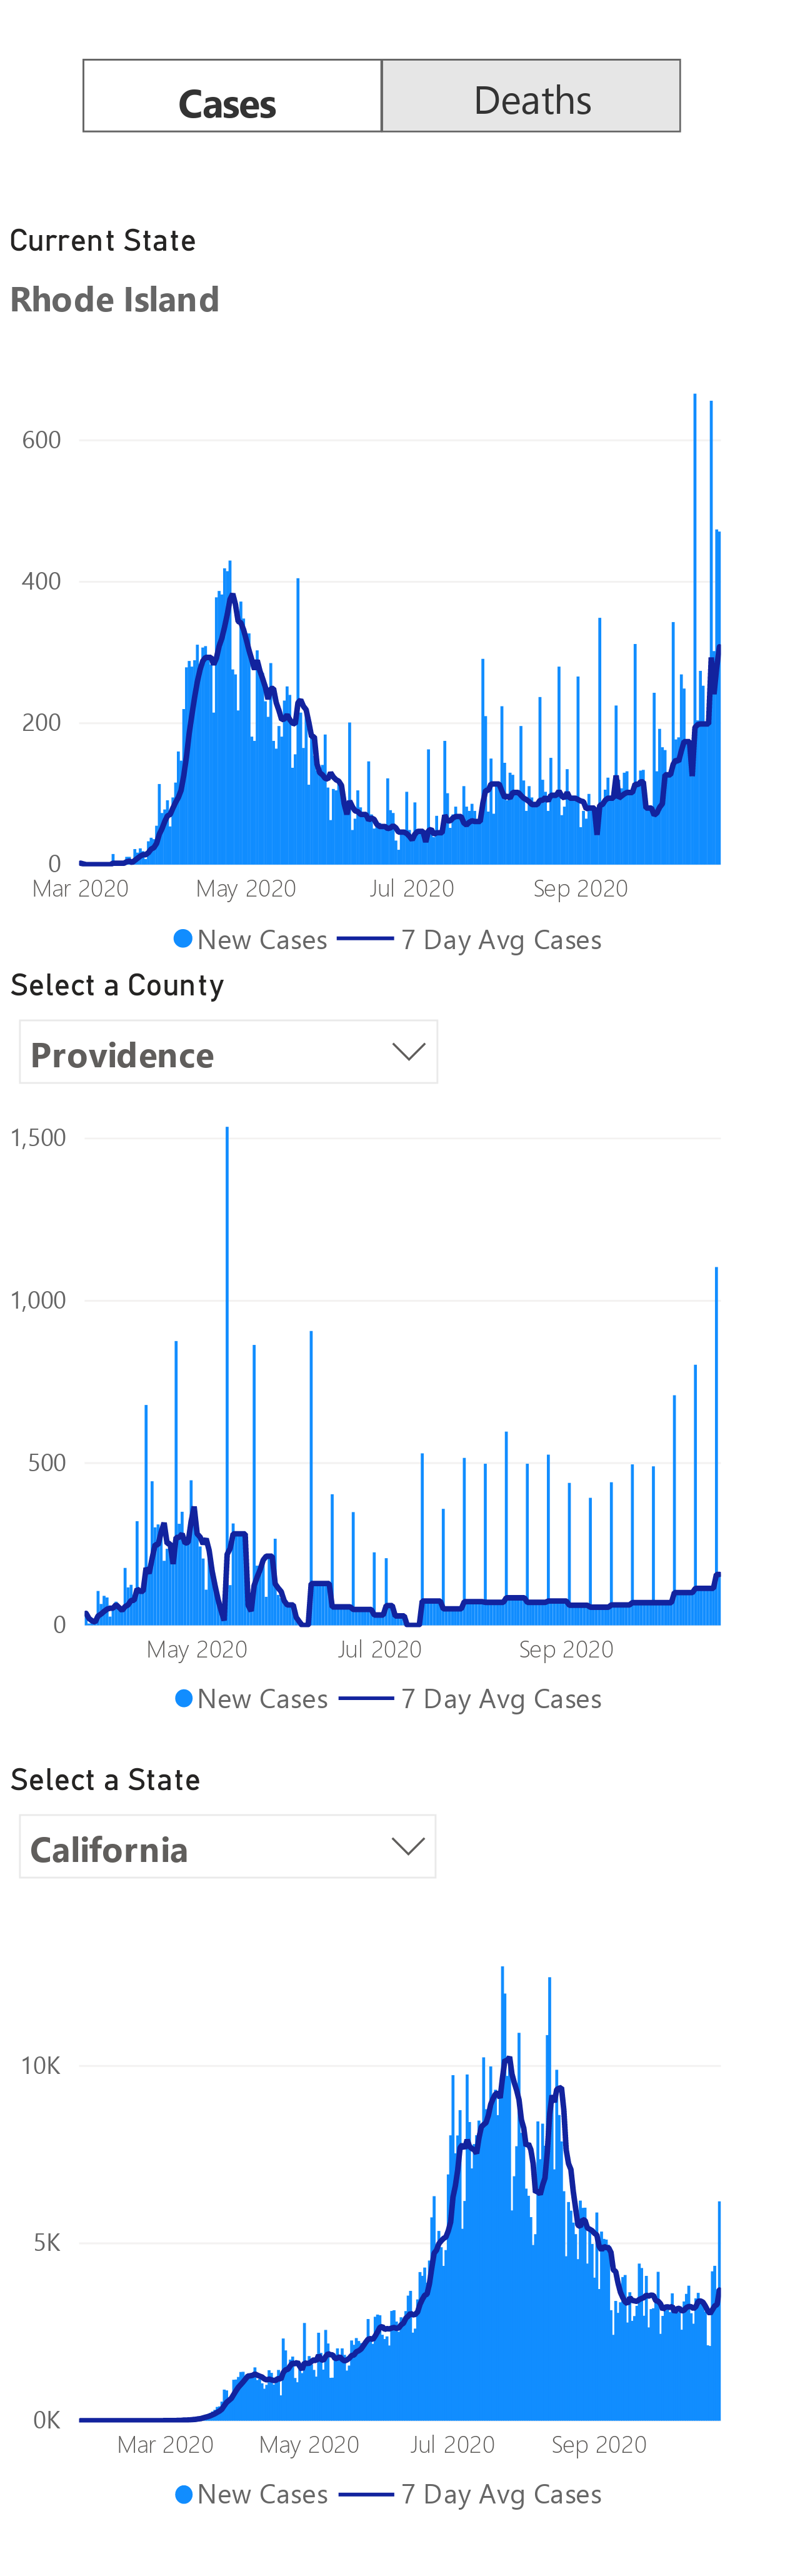 Cases Deaths
Current State
Rhode Island
600
400
200
0
Mar 2020 May 2020 Jul 2020 Sep 2020
New Cases 7 Day Avg Cases
Select a County
Providence
1,500
1,000
500
0
May 2020 Jul 2020 Sep 2020
New Cases 7 Day Avg Cases
Select a State
California
10K
5K
0K
Mar 2020 May 2020 Jul 2020 Sep 2020
New Cases 7 Day Avg Cases